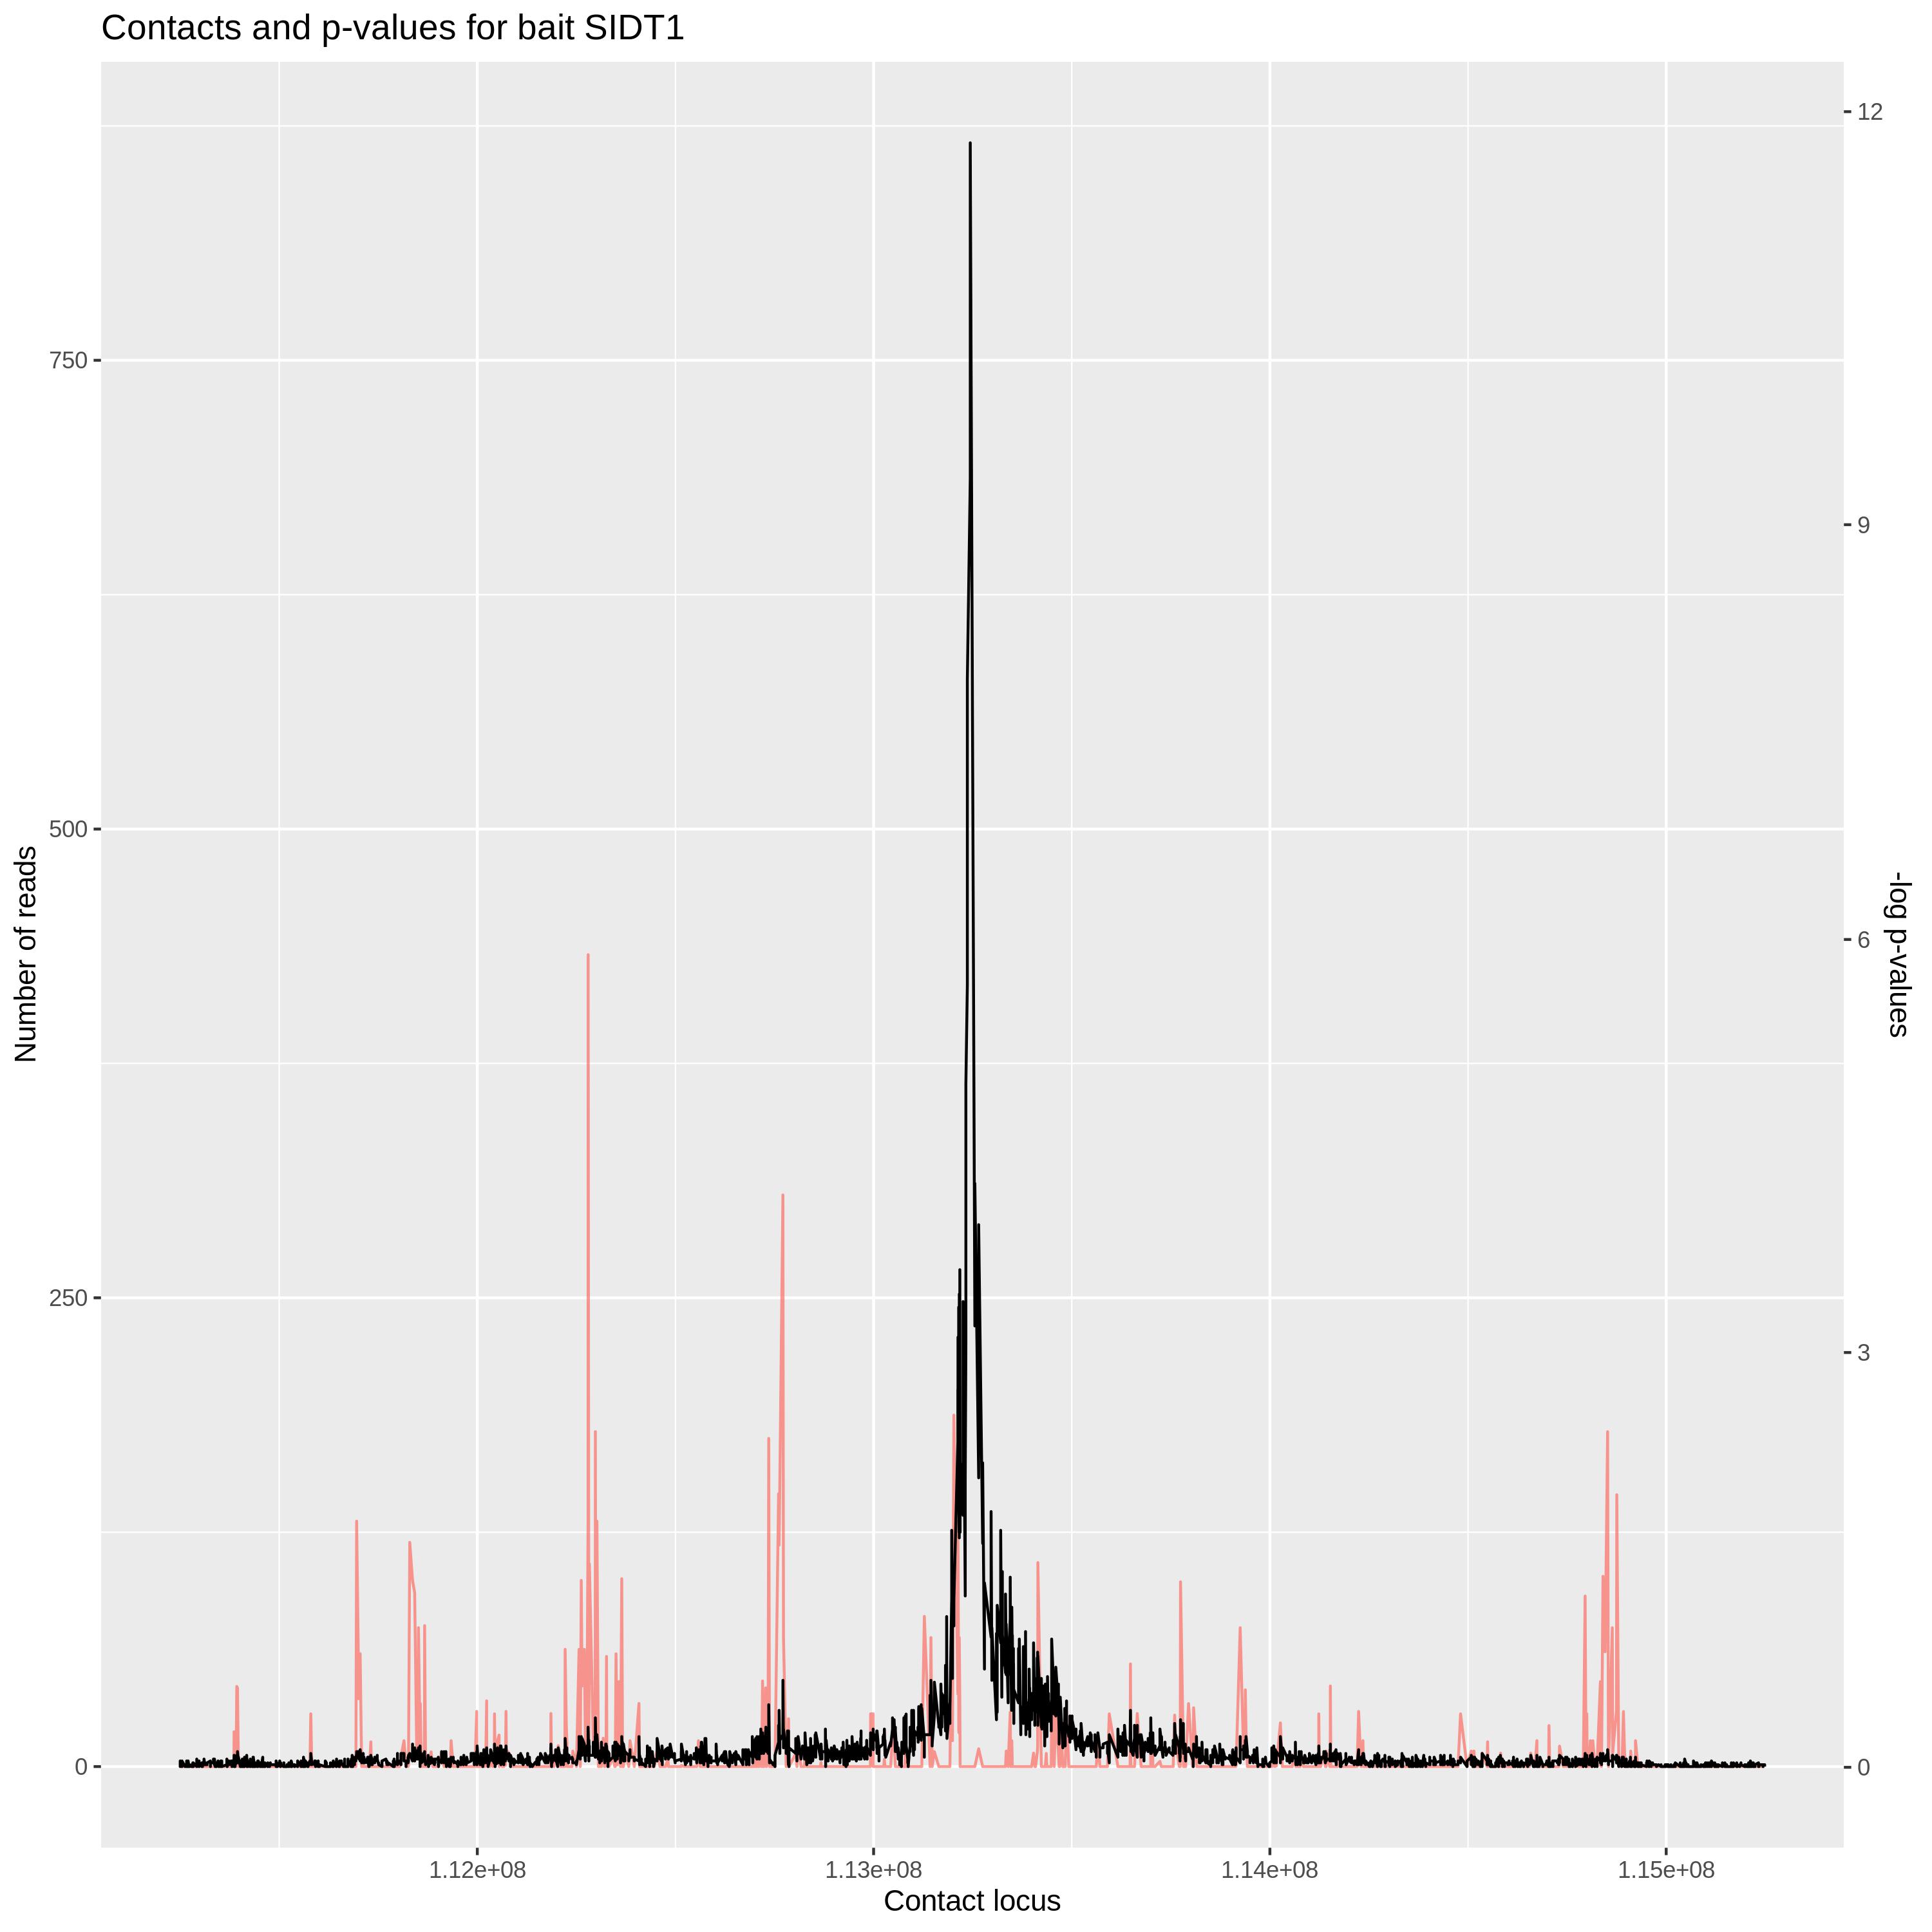 Contacts and p-values for bait SIDT1
12
750
9
500
6
Number of reads
-log p-values
250
3
0
0
1.12e+08
1.13e+08
1.14e+08
1.15e+08
Contact locus